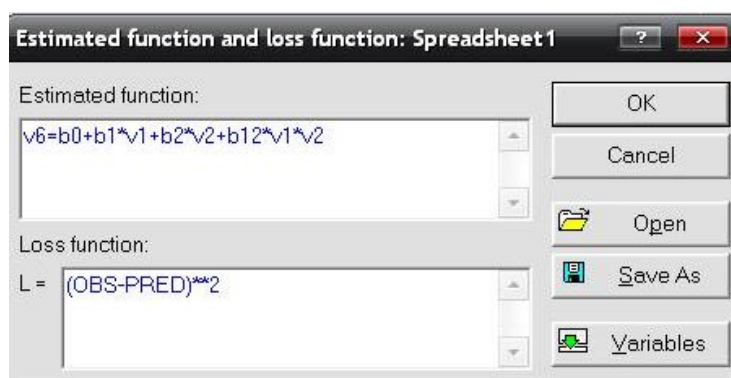 Estimated function and loss function: Spreadsheet1
?
Estimated function:
v6=b0+b1*v1+b2*v2+b12*v1*v2
Loss function:
L =
(OBS-PRED)**2
OK
Cancel
Open
Save As
Variables